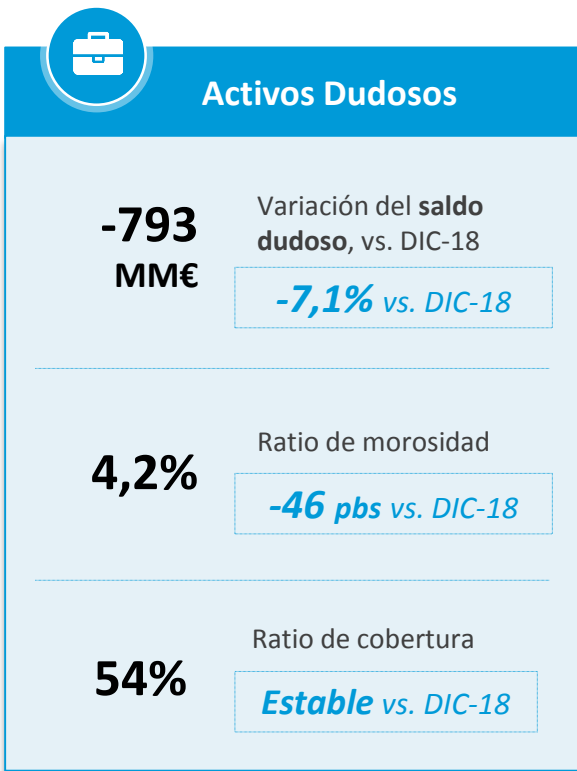 Activos Dudosos
-793
MM€
Variación del saldo
dudoso, vs. DIC-18
-7,1% vs. DIC-18
4,2%
Ratio de morosidad
-46 pbs vs. DIC-18
54%
Ratio de cobertura
Estable vs. DIC-18